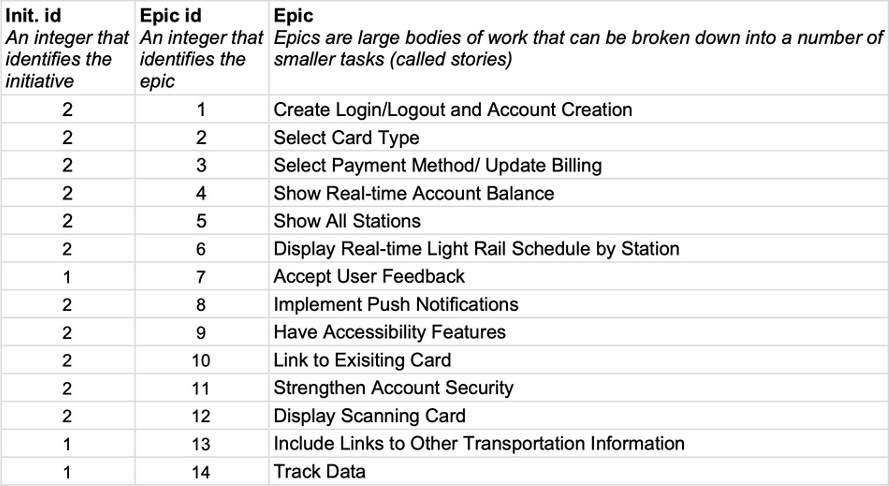 Init. id Epic id Epic
An integer that An integer that Epics are large bodies of work that can be broken down into a number of
identifies the identifies the smaller tasks (called stories)
initiative epic
2 1 Create Login/Logout and Account Creation
2 2 Select Card Type
2 3 Select Payment Method/ Update Billing
2 4 Show Real-time Account Balance
2 5 Show All Stations
2 6 Display Real-time Light Rail Schedule by Station
1 7 Accept User Feedback
2 8 Implement Push Notifications
2 9 Have Accessibility Features
2 10 Link to Exisiting Card
2 11 Strengthen Account Security
2 12 Display Scanning Card
1 13 Include Links to Other Transportation Information
1 14 Track Data